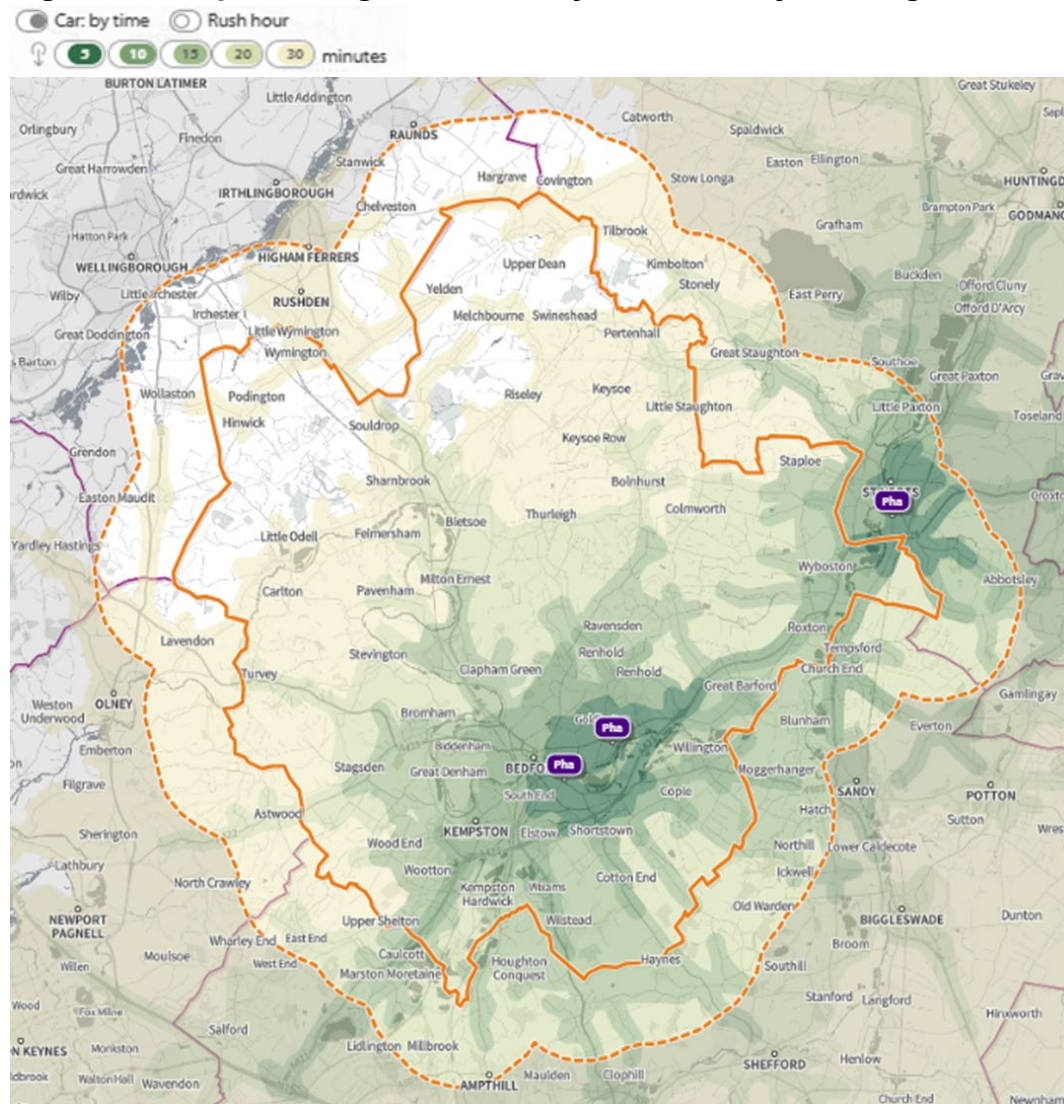 Car: by time
Rush hour
5
10
15
20
30
minutes
BURTON LATIMER
Great Stukeley
Little Addington
Catworth
Orlingbury
RAUNDS
Spaldwick
Finedon
Stanwick
Easton
Ellington
Great Harrowden
Hargrave
Covington
Stow Longa
IRTHLINGBOROUGH
Chelveston
Brampton Park
Grafham
Tilbrook
Hatton Park
HIGHAM FERRERS
WELLINGBOROUGH
Upper Dean
Kimbolton
Buckden
Yelden
Stonely
Offord Cluny
Wilby
RUSHDEN
East Perry
Offord D'Arcy
Irchester
Melchbourne
Swineshead
Great Doddington
Little Wymington
Pertenhall
Wymington
Great Staughton
Southoe
Great Paxton
Wollaston
Podington
Riseley
Keysoe
Little Staughton
Little Paxton
Toseland
Hinwick
Souldrop
Keysoe Row
Grendon
Staploe
Sharnbrook
Bolnhurst
Easton Maudit
Pha
Thurleigh
Colmworth
Bletsoe
Little Odell
Felmersham
Yardley Hastings
Wyboston
Milton Ernest
Abbotsley
Carlton
Pavenham
Ravensden
Roxton
Lavendon
Stevington
Renhold
Tempsford
Clapham Green
Renhold
Church End
Turvey
Great Barford
Gamlingay
Weston
Underwood
OLNEY
Bromham
Blunham
Everton
Pha
Emberton
Biddenham
Willington
Stagsden
Great Denham
Pha
Moggerhanger
Filgrave
South End
Cople
SANDY
POTTON
Astwood
Hatch
Sutton
KEMPSTON
Elstow
Shortstown
Sherington
Wood End
Northill
Lower Caldecote
Lathbury
Wootton
Cotton End
Ickwell
North Crawley
Kempston
Hardwick
Old Warden
NEWPORT
PAGNELL
Upper Shelton
Wilstead
BIGGLESWADE
Dunton
Wharley End
East End
Broom
Moulsoe
Caulcott
Houghton
Conquest
Haynes
Willen
West End
Marston Moretaine
Southill
Stanford
Langford
Hinxworth
Salford
Monkston
Lidlington
Millbrook
Henlow
SHEFFORD
Walton Hall
Wavendon
Maulden
Clophill
AMPTHILL
Church End